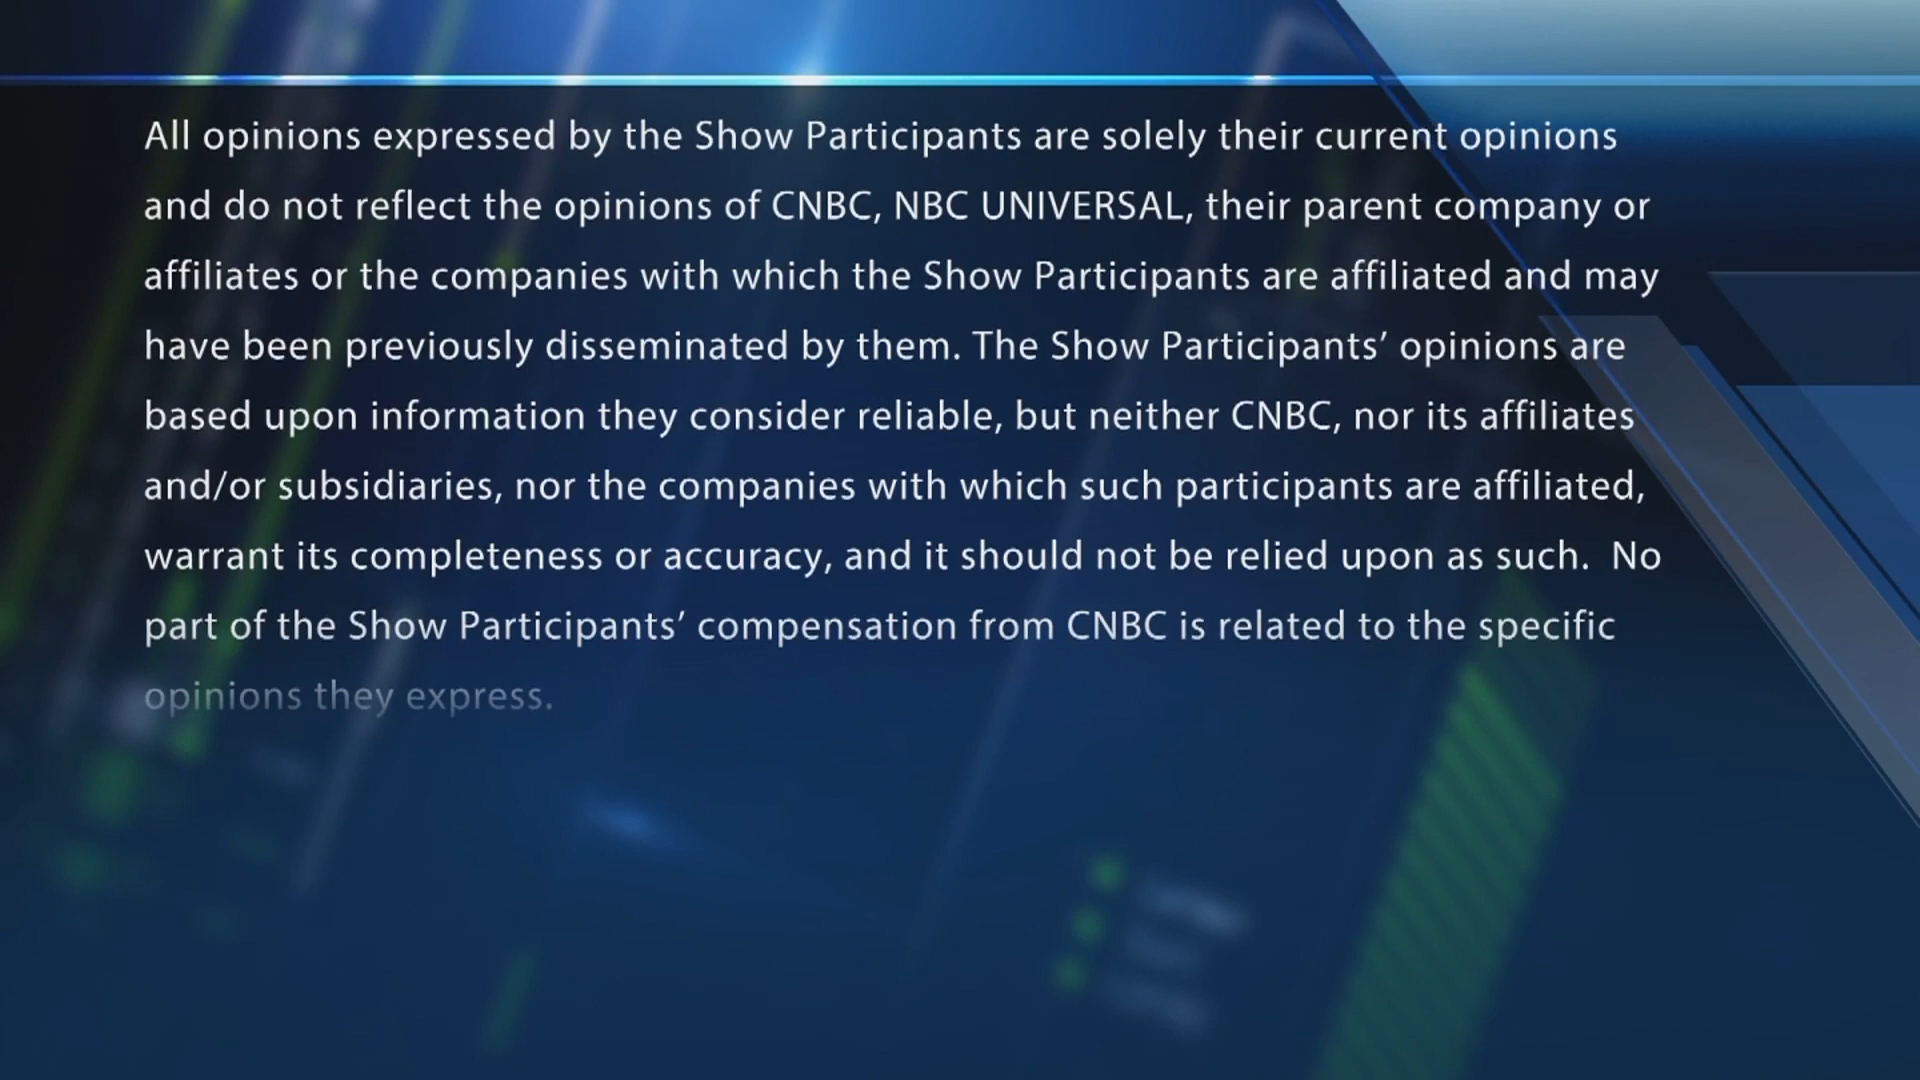 All opinions expressed by the Show Participants are solely their current opinions
and do not reflect the opinions of CNBC, NBC UNIVERSAL, their parent company or
affiliates or the companies with which the Show Participants are affiliated and may
have been previously disseminated by them. The Show Participants’ opinions are
based upon information they consider reliable, but neither CNBC, nor its affiliates
and/or subsidiaries, nor the companies with which such participants are affiliated,
warrant its completeness or accuracy, and it should not be relied upon as such.  No
part of the Show Participants’ compensation from CNBC is related to the specific
opinions they express.